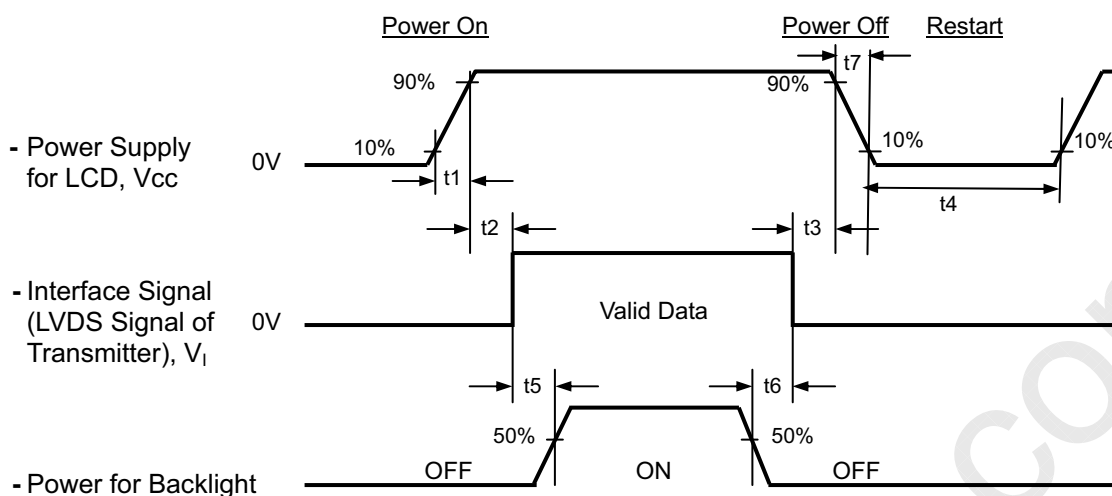 Power On
Power Off Restart
t7
90% 90%
- Power Supply
for LCD, Vcc
0V 10% 10% 10%
t1 t4
t2 t3
- Interface Signal
(LVDS Signal of
Transmitter), VI
0V Valid Data
t5 t6
50% 50%
- Power for Backlight
OFF ON OFF